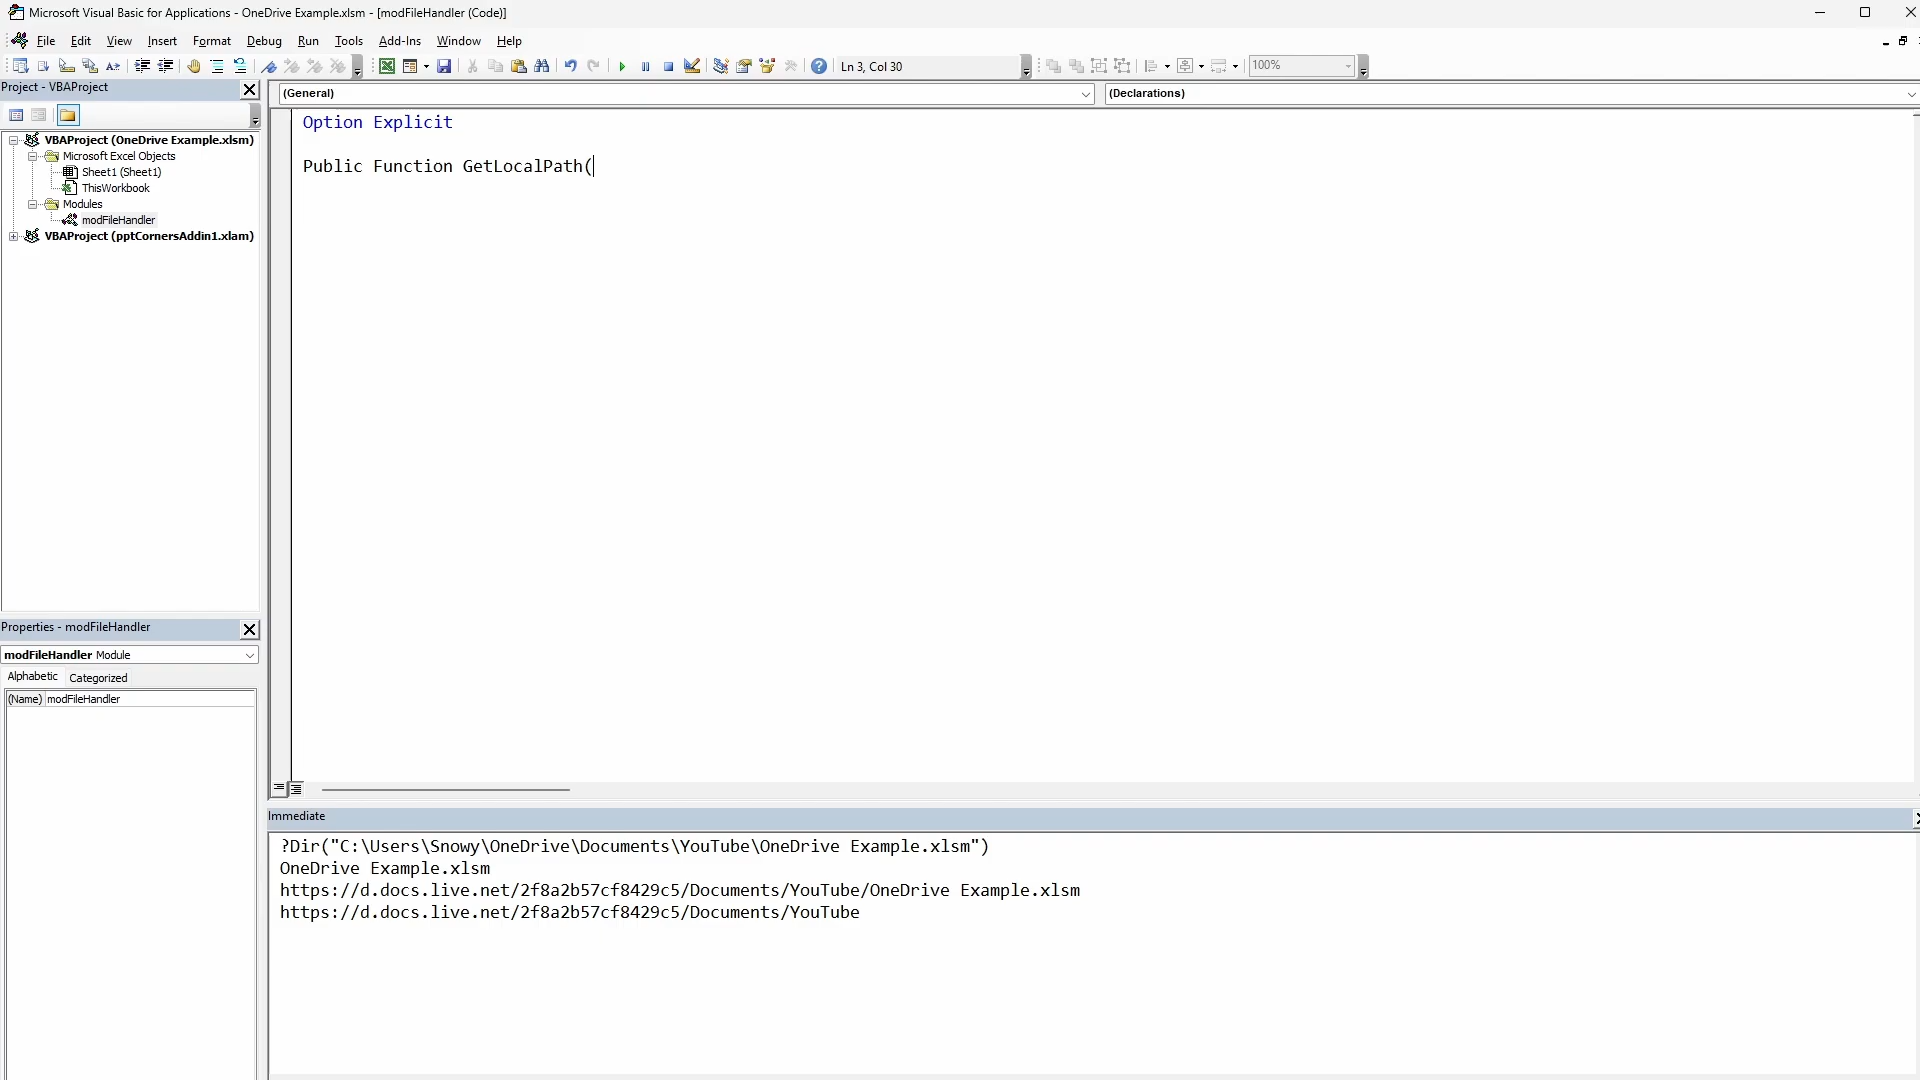 Microsoft Visual Basic for Applications - OneDrive Example.xlsm - [modFileHandler (Code)]
File Edit View Insert Format Debug Run Tools Add-Ins Window Help
Ln 3, Col 30
100%
Project - VBAProject
(General)
(Declarations)
VBAProject (OneDrive Example.xlsm)
Microsoft Excel Objects
Sheet1 (Sheet1)
ThisWorkbook
Modules
modFileHandler
VBAProject (pptCornersAddin1.xlam)
Option Explicit
Public Function GetLocalPath(
Properties - modFileHandler
modFileHandler Module
Alphabetic Categorized
(Name) modFileHandler
Immediate
?Dir("C:\Users\Snowy\OneDrive\Documents\YouTube\OneDrive Example.xlsm")
OneDrive Example.xlsm
https://d.docs.live.net/2f8a2b57cf8429c5/Documents/YouTube/OneDrive Example.xlsm
https://d.docs.live.net/2f8a2b57cf8429c5/Documents/YouTube